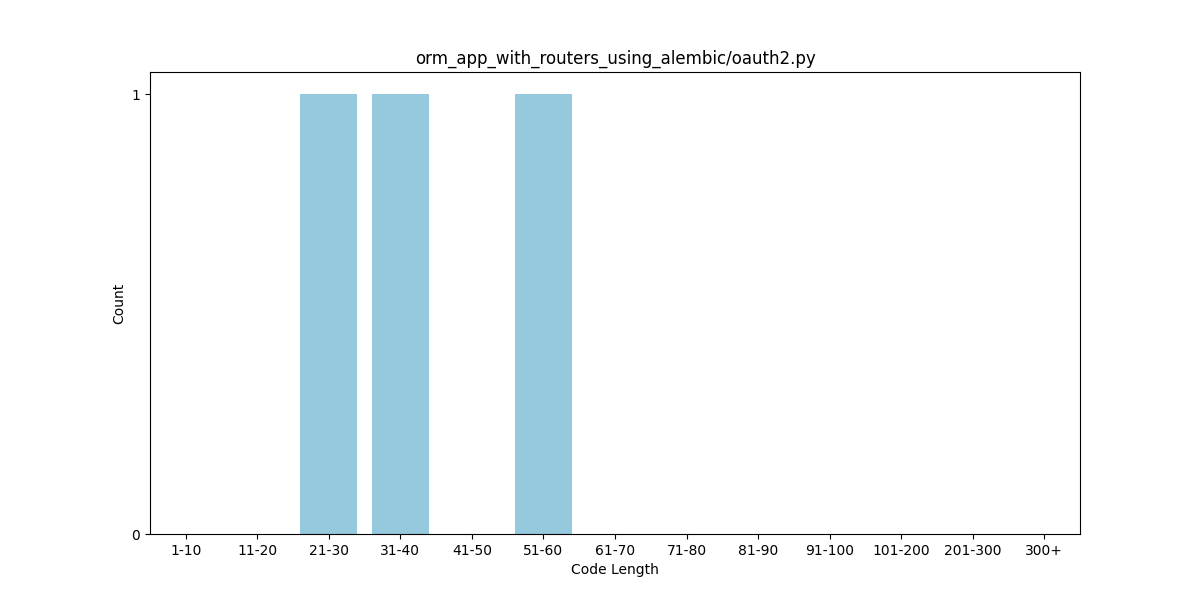 orm_app_with_routers_using_alembic/oauth2.py
1
Count
0
1-10 11-20 21-30 31-40 41-50 51-60 61-70 71-80 81-90 91-100 101-200 201-300 300+
Code Length